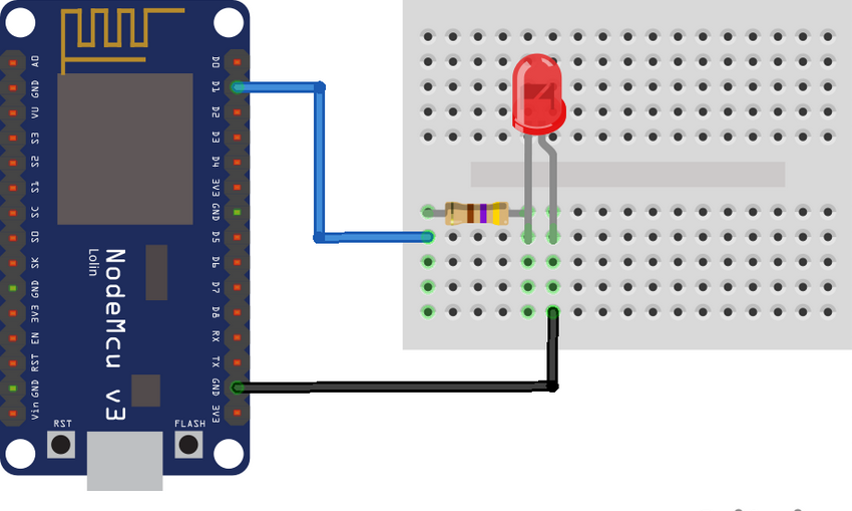 A0
GND
VU
S3
S2
S1
SC
S0
SK
GND
3V3
EN
RST
GND
Vin
D0
D1
D2
D3
D4
3V3
GND
D5
D6
D7
D8
RX
TX
GND
3V3
NodeMcu v3
Lolin
RST
FLASH